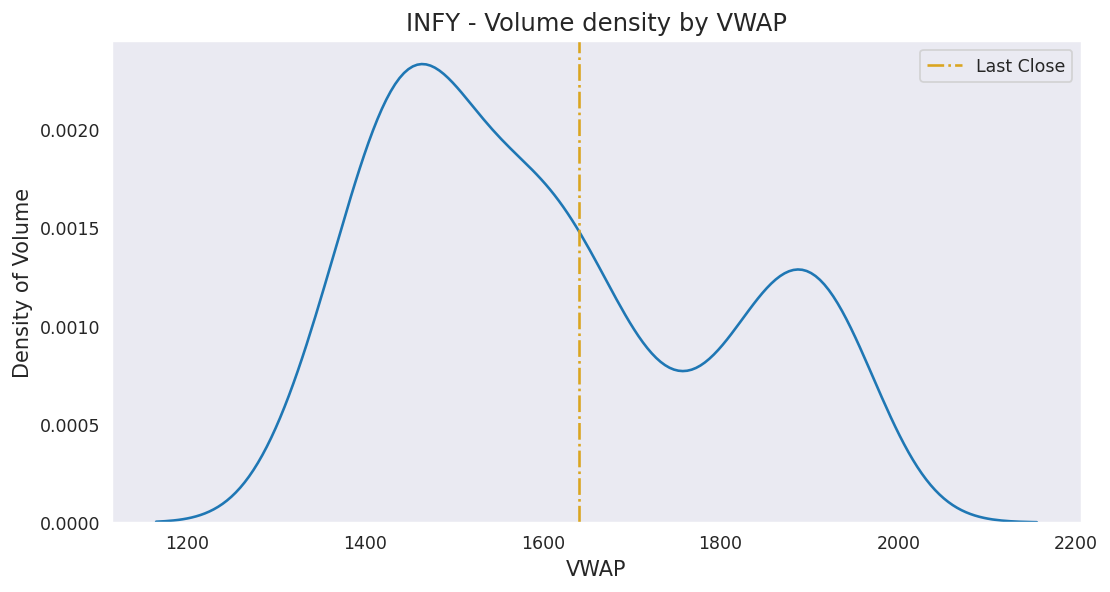 INFY - Volume density by VWAP
Last Close
Density of Volume
0.0020
0.0015
0.0010
0.0005
0.0000
1200 1400 1600 1800 2000 2200
VWAP